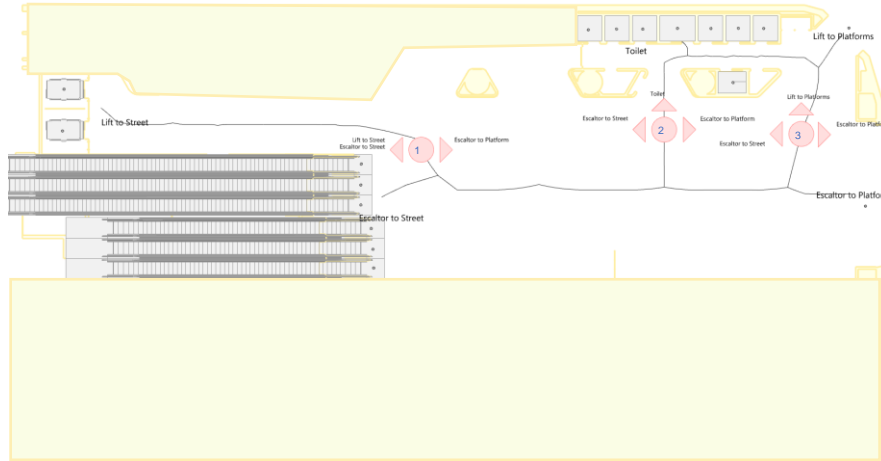 Lift to Platforms
Toilet
Toilet
Lift to Platforms
Lift to Street
Escaltor to Street
Escaltor to Platform
Escaltor to Platfo
Lift to Street
Escaltor to Street
1
Escaltor to Platform
2
3
Escaltor to Street
Escaltor to Platfor
Escaltor to Street